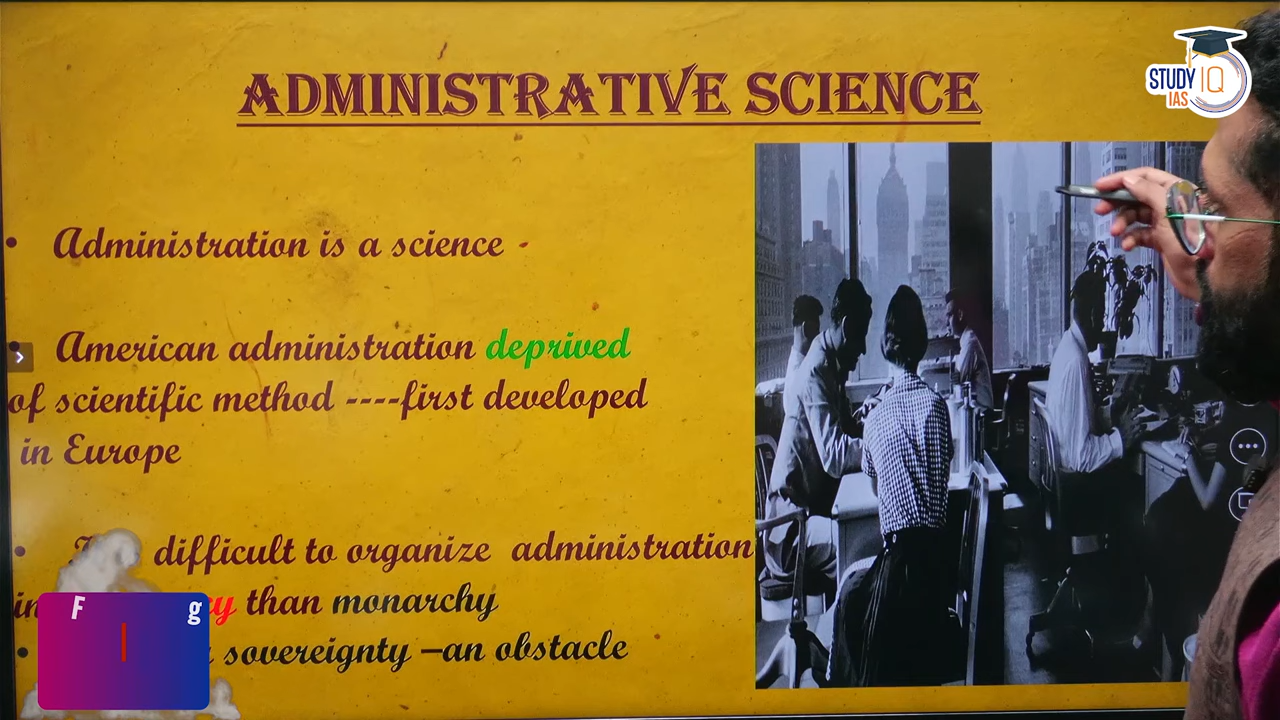 ADMINISTRATIVE SCIENCE
STUDY IQ
IAS
• Administration is a science
American administration deprived
of scientific method ----first developed
in Europe
• difficult to organize administration
in than monarchy
• sovereignty –an obstacle
F g